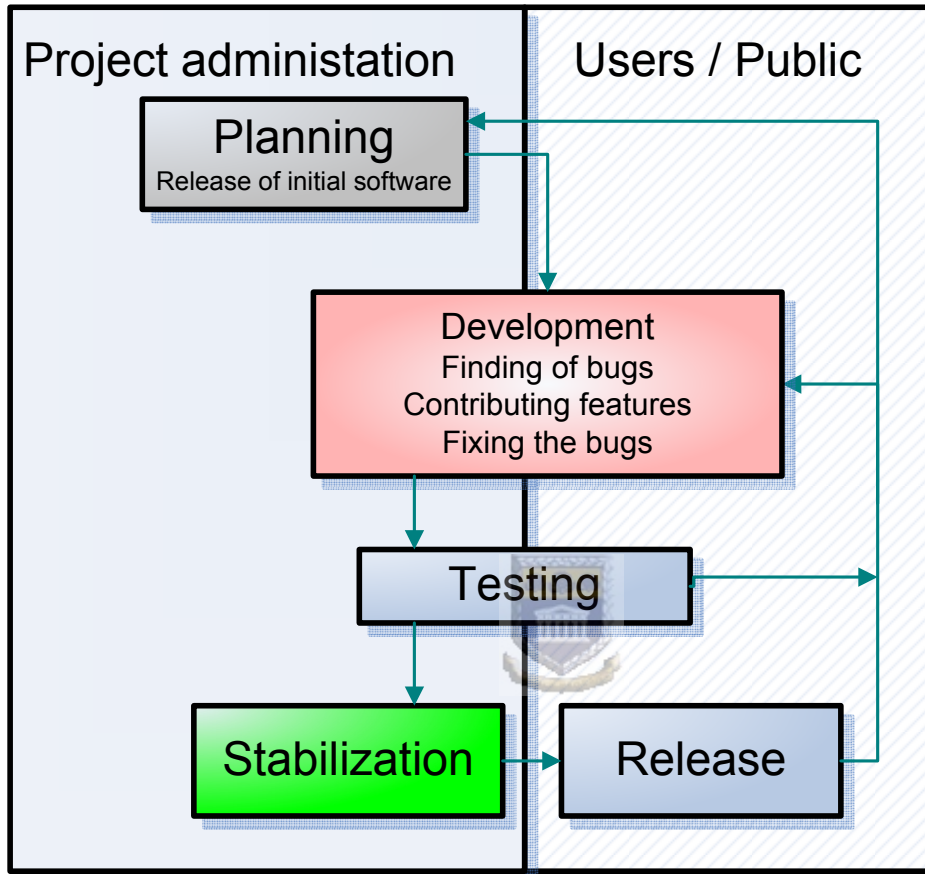 Project administation
Users / Public
Planning
Release of initial software
Development
Finding of bugs
Contributing features
Fixing the bugs
Testing
Stabilization
Release